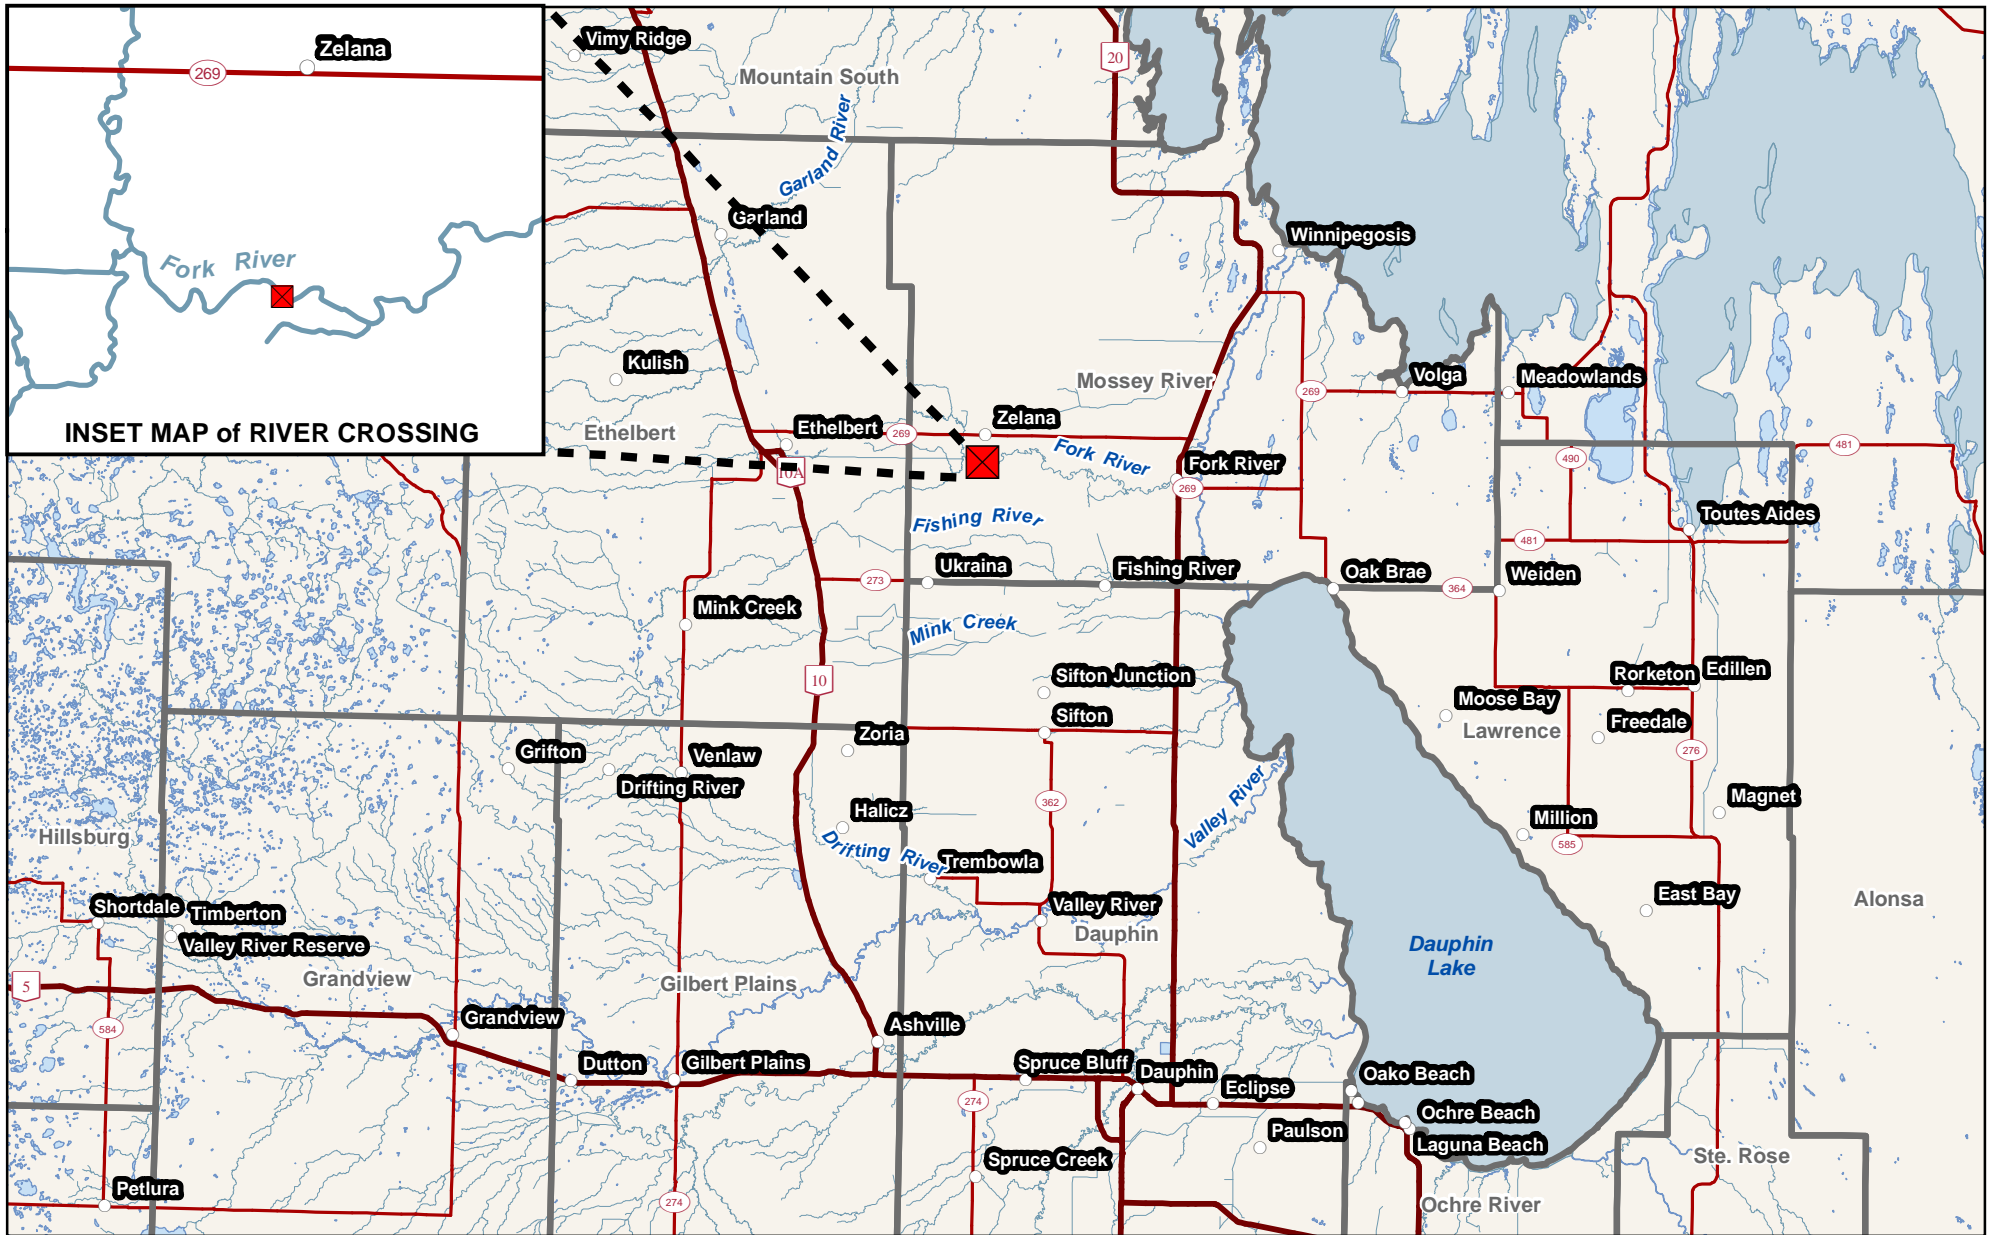 Zelana
269
Fork River
INSET MAP of RIVER CROSSING
Vimy Ridge
Mountain South
20
Garland River
Garland
Winnipegosis
Kulish
Mossey River
Volga
Meadowlands
269
Ethelbert
Ethelbert
269
Zelana
Fork River
Fork River
481
490
10A
269
Toutes Aides
Fishing River
481
Ukraina
Fishing River
Oak Brae
Weiden
273
364
Mink Creek
Mink Creek
10
Sifton Junction
Rorketon
Edillen
Moose Bay
Sifton
Lawrence
Freedale
Zoria
Grifton
Venlaw
276
Drifting River
Valley River
362
Magnet
Halicz
Hillsburg
Million
585
Drifting River
Trembowla
East Bay
Alonsa
Shortdale
Timberton
Valley River
Dauphin
Valley River Reserve
Dauphin
Lake
Grandview
Gilbert Plains
5
Grandview
584
Ashville
Dutton
Gilbert Plains
Spruce Bluff
Dauphin
Oako Beach
Eclipse
274
Ochre Beach
Paulson
Laguna Beach
Spruce Creek
Ste. Rose
Petlura
274
Ochre River